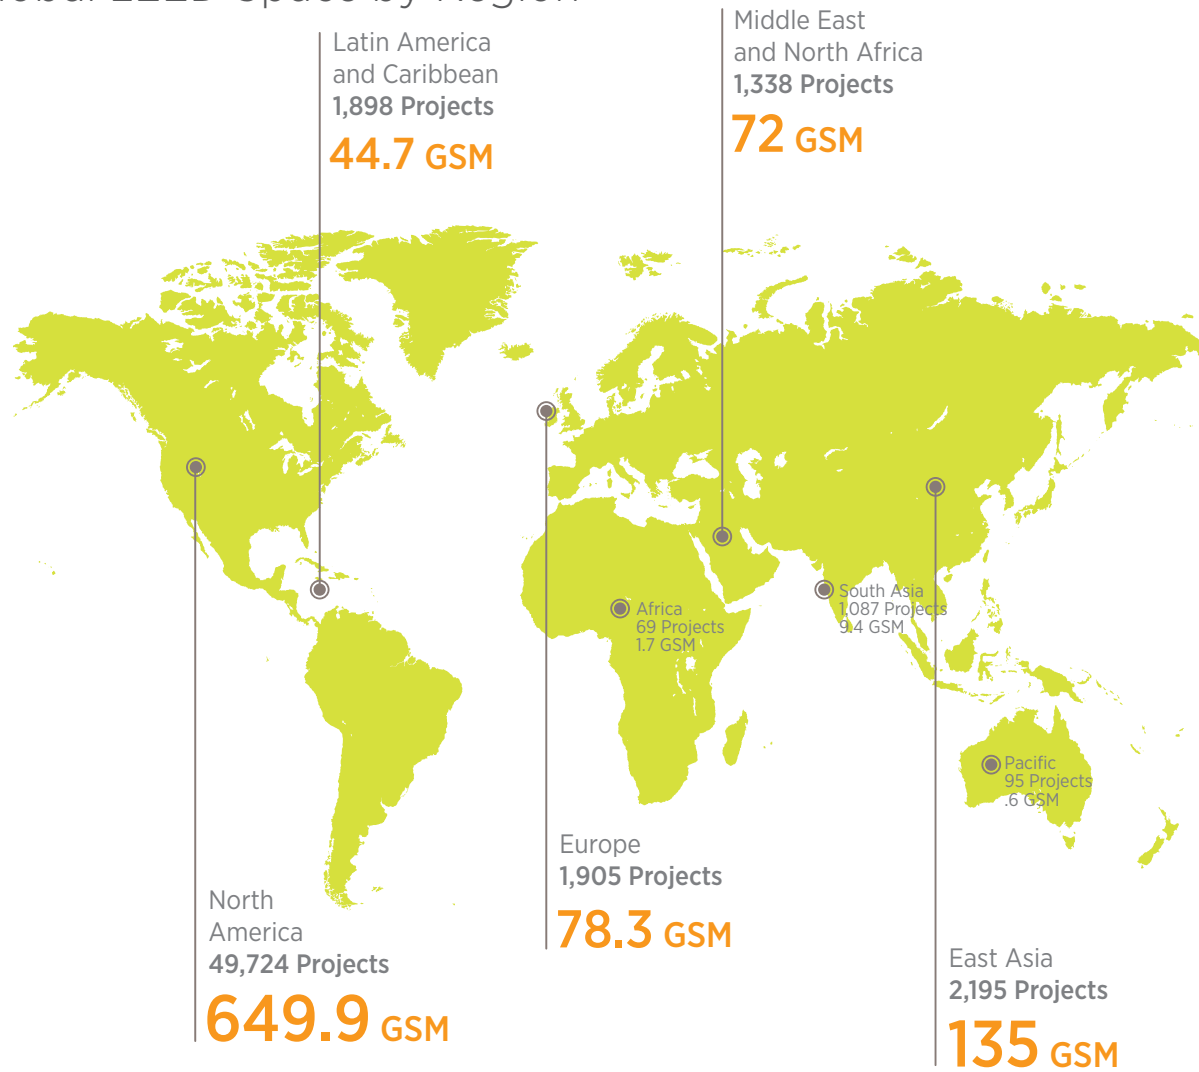 Space by Region
Latin America
and Caribbean
1,898 Projects
44.7 GSM
Middle East
and North Africa
1,338 Projects
72 GSM
South Asia
1,087 Projects
9.4 GSM
Africa
69 Projects
1.7 GSM
Pacific
95 Projects
.6 GSM
Europe
1,905 Projects
78.3 GSM
North
America
49,724 Projects
649.9 GSM
East Asia
2,195 Projects
135 GSM